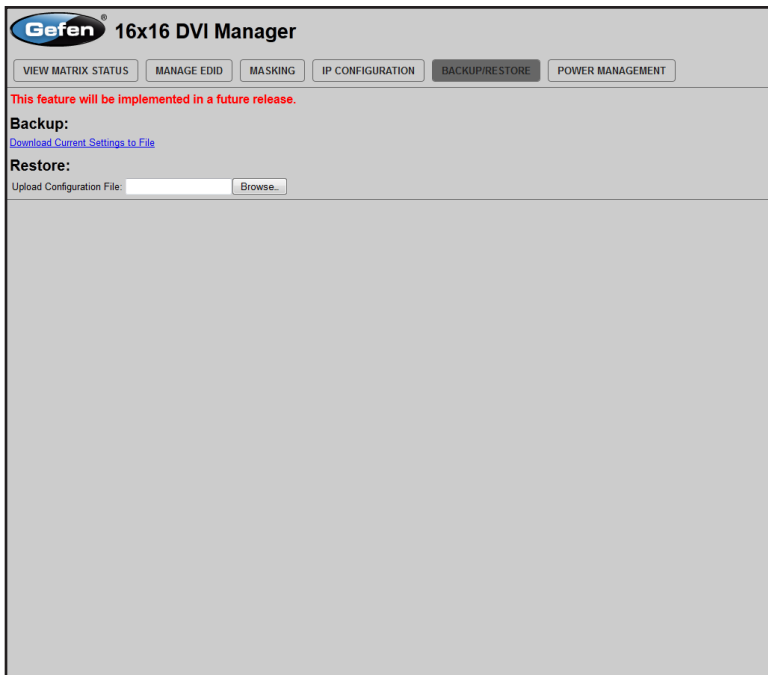 Gefen® 16x16 DVI Manager
VIEW MATRIX STATUS MANAGE EDID MASKING IP CONFIGURATION BACKUP/RESTORE POWER MANAGEMENT
This feature will be implemented in a future release.
Backup:
Download Current Settings to File
Restore:
Upload Configuration File: Browse..